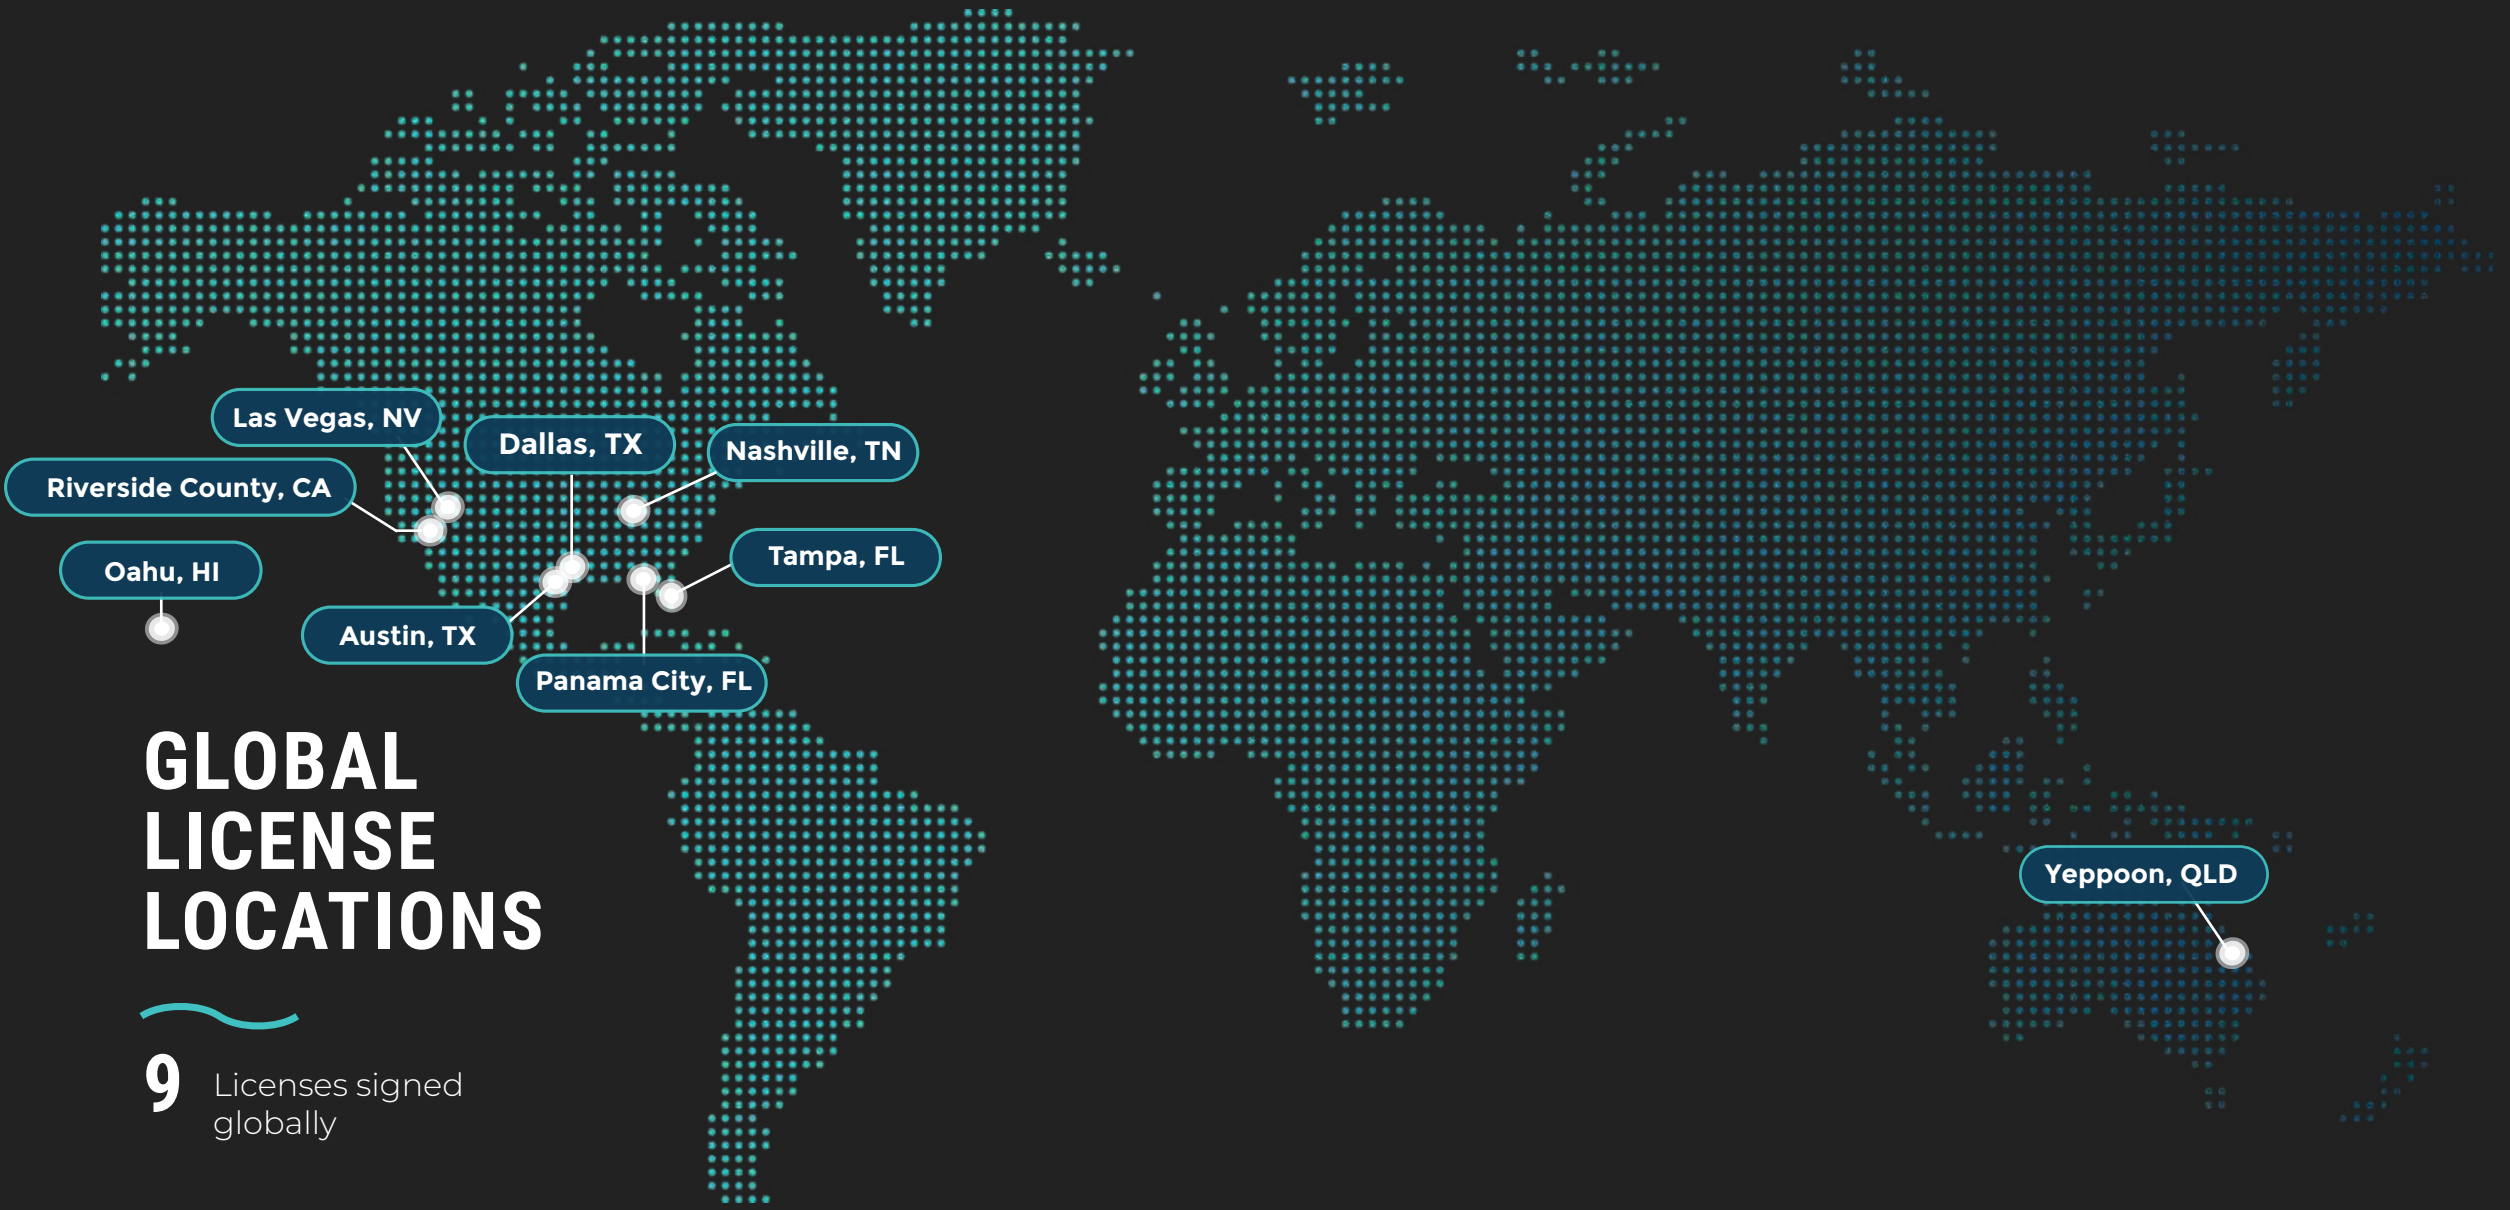 Las Vegas, NV
Dallas, TX
Nashville, TN
Riverside County, CA
Tampa, FL
Oahu, HI
Austin, TX
Panama City, FL
Yeppoon, QLD
GLOBAL
LICENSE
LOCATIONS
9 Licenses signed
globally